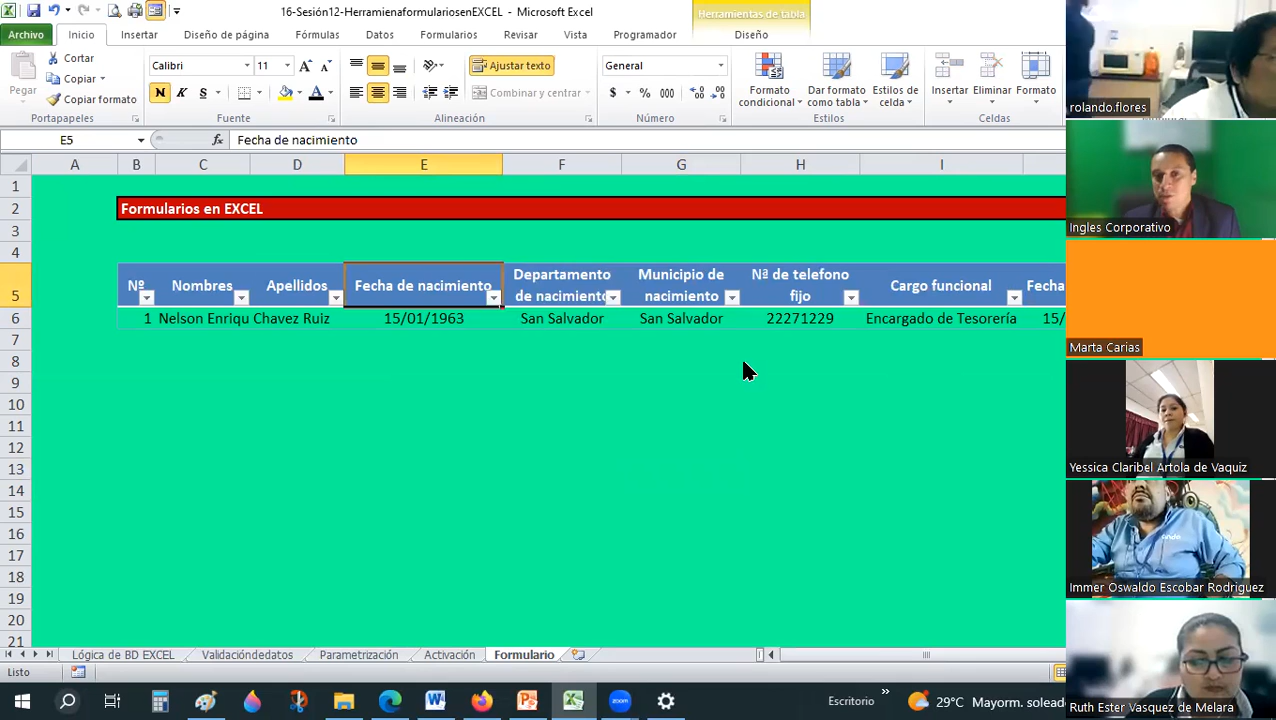 16-Sesión12-HerramienaformulariosenEXCEL - Microsoft Excel
Herramientas de tabla
Archivo Inicio Insertar Diseño de página Fórmulas Datos Formularios Revisar Vista Programador Diseño
Pegar
Cortar
Copiar
Copiar formato
Calibri 11
N K S
Ajustar texto
Combinar y centrar
General
$ % 000
Formato condicional
Dar formato como tabla
Estilos de celda
Insertar
Eliminar
Formato
Portapapeles Fuente Alineación Número Estilos Celdas
E5 fx Fecha de nacimiento
A B C D E F G H I
1
2 Formularios en EXCEL
3
4
5 Nº Nombres Apellidos Fecha de nacimiento Departamento de nacimiento Municipio de nacimiento Nª de telefono fijo Cargo funcional Fecha
6 1 Nelson Enriqu Chavez Ruiz 15/01/1963 San Salvador San Salvador 22271229 Encargado de Tesorería 15/
7
8
9
10
11
12
13
14
15
16
17
18
19
20
21
Lógica de BD EXCEL Validacióndedatos Parametrización Activación Formulario
Listo
Escritorio » 29°C Mayorm. solead
rolando.flores
Ingles Corporativo
Marta Carias
Yessica Claribel Artola de Vaquiz
ande
Immer Oswaldo Escobar Rodriguez
Ruth Ester Vasquez de Melara
zoom